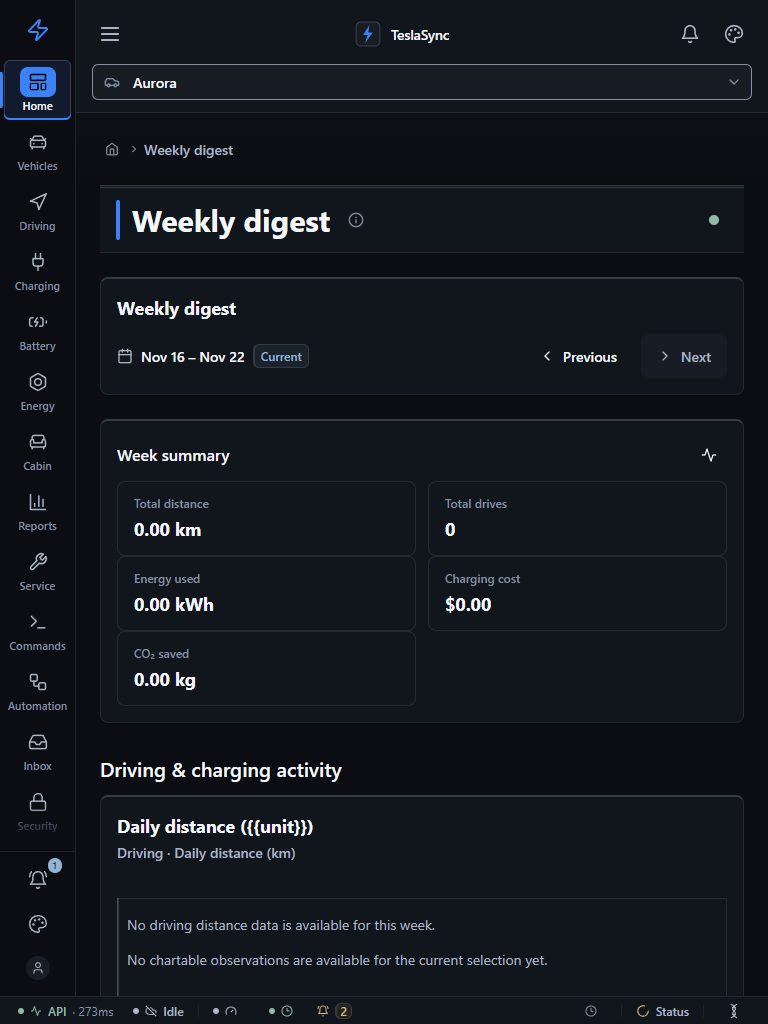 TeslaSync
Aurora
Home
Vehicles
Driving
Charging
Battery
Energy
Cabin
Reports
Service
Commands
Automation
Inbox
Security
1
Weekly digest
Weekly digest
Weekly digest
Nov 16 – Nov 22 Current Previous Next
Week summary
Total distance
0.00 km
Total drives
0
Energy used
0.00 kWh
Charging cost
$0.00
CO₂ saved
0.00 kg
Driving & charging activity
Daily distance ({{unit}})
Driving · Daily distance (km)
No driving distance data is available for this week.
No chartable observations are available for the current selection yet.
API · 273ms Idle 2 Status